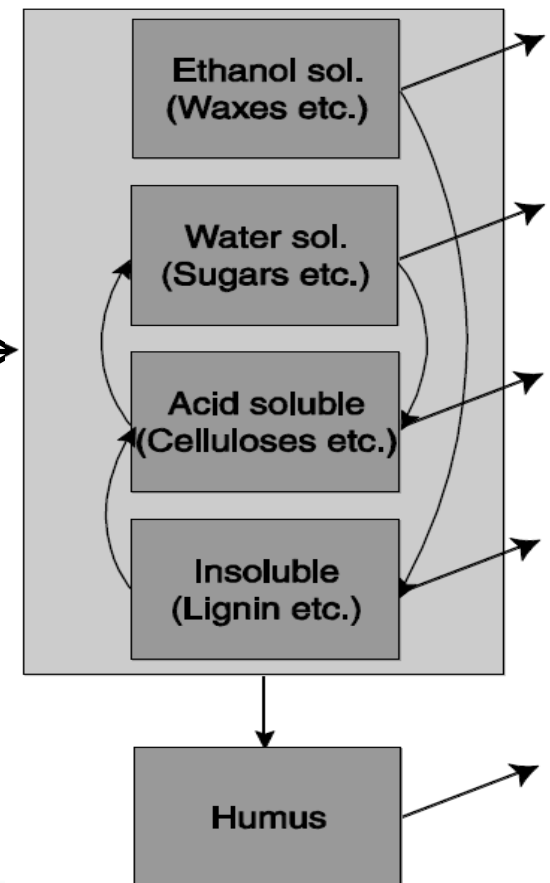 Ethanol sol.
(Waxes etc.)
Water sol.
(Sugars etc.)
Acid soluble
(Celluloses etc.)
Insoluble
(Lignin etc.)
Humus